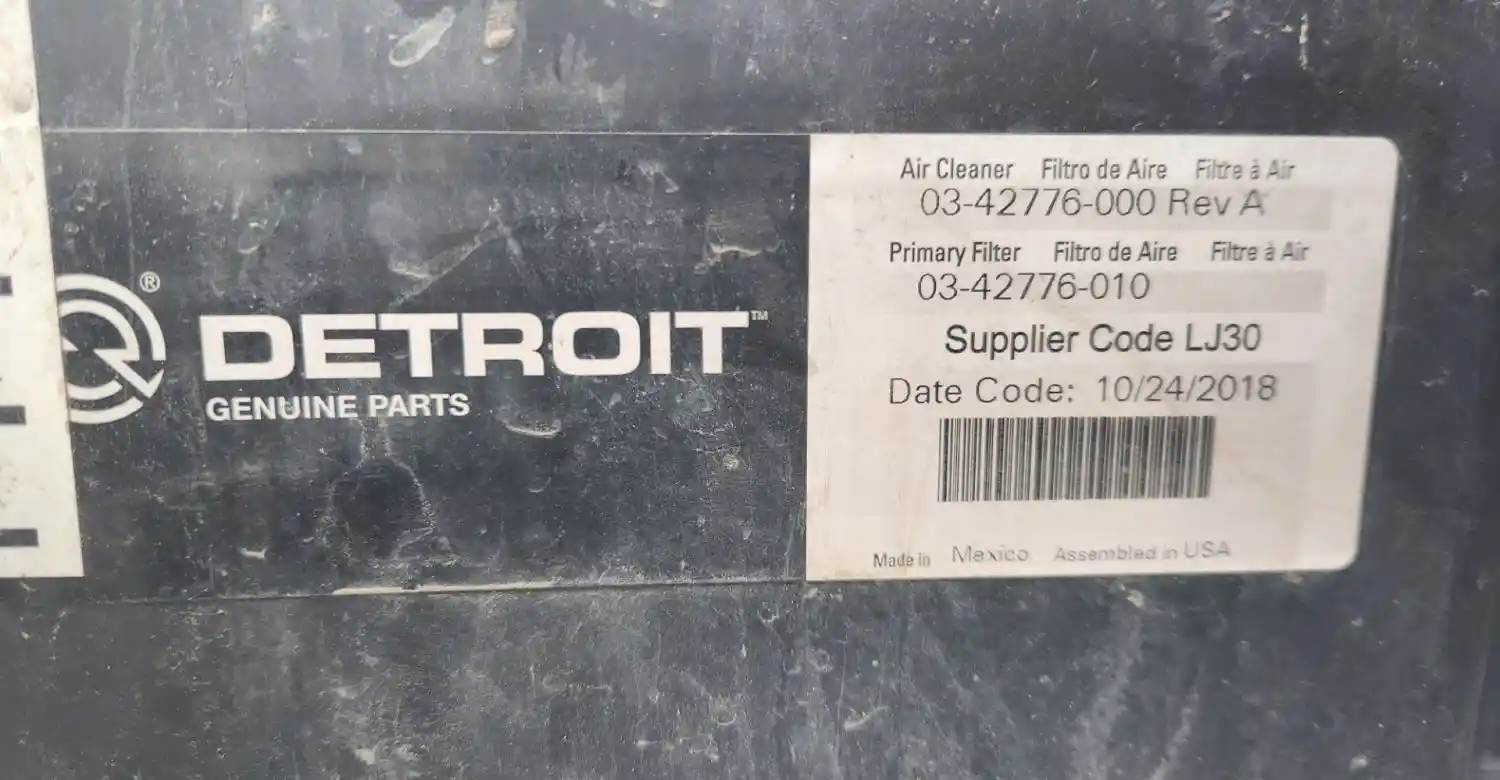 ®
DETROIT™
GENUINE PARTS
Air Cleaner Filtro de Aire Filtre à Air
03-42776-000 Rev A
Primary Filter Filtro de Aire Filtre à Air
03-42776-010
Supplier Code LJ30
Date Code: 10/24/2018
Made in Mexico Assembled in USA